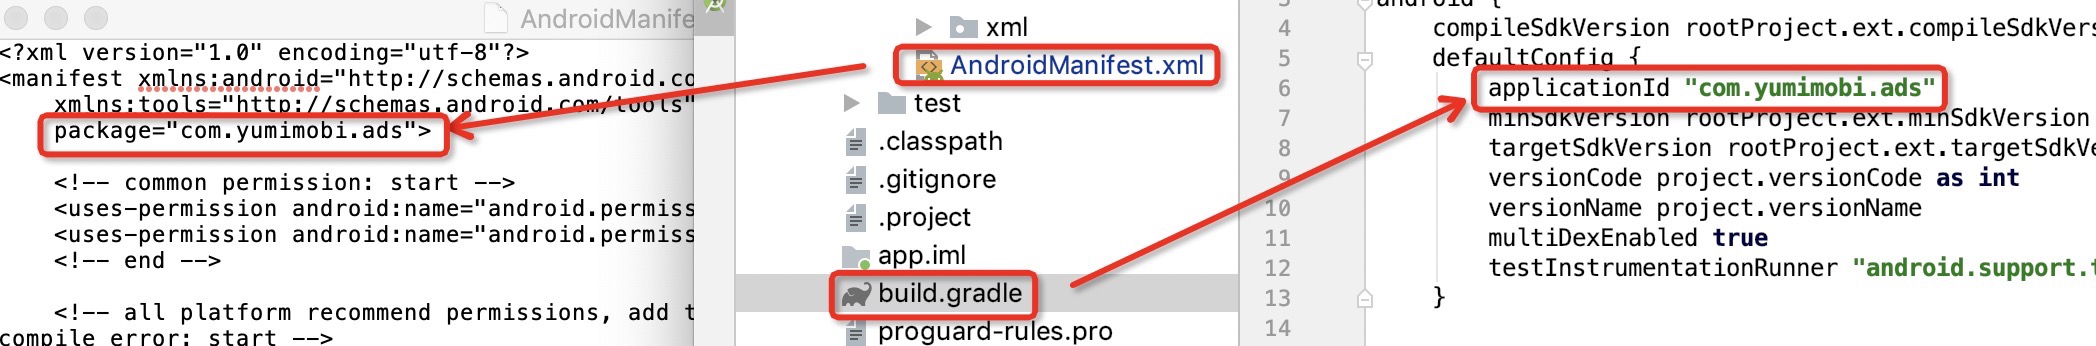 AndroidManife
<?xml version="1.0" encoding="utf-8"?>
<manifest xmlns:android="http://schemas.android.co
xmlns:tools="http://schemas.android.com/tools"
package="com.yumimobi.ads">
<!-- common permission: start -->
<uses-permission android:name="android.permiss
<uses-permission android:name="android.permiss
<!-- end -->
<!-- all platform recommend permissions, add t
compile error: start -->
xml
AndroidManifest.xml
test
.classpath
.gitignore
.project
app.iml
build.gradle
proguard-rules.pro
3 android {
4 compileSdkVersion rootProject.ext.compileSdkVers
5 defaultConfig {
6 applicationId "com.yumimobi.ads"
7 minSdkVersion rootProject.ext.minSdkVersion
8 targetSdkVersion rootProject.ext.targetSdkVe
9 versionCode project.versionCode as int
10 versionName project.versionName
11 multiDexEnabled true
12 testInstrumentationRunner "android.support.t
13 }
14